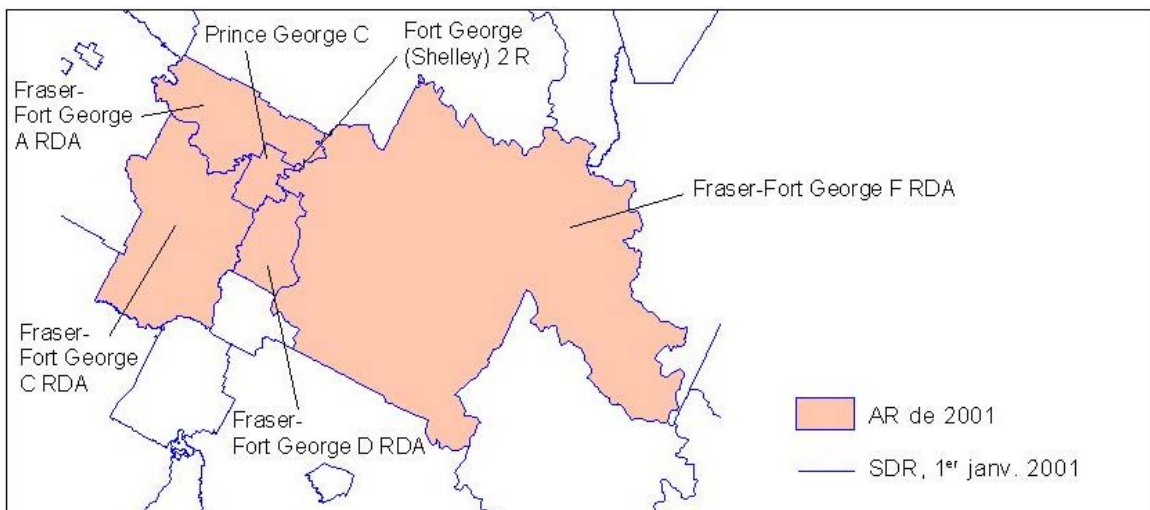 Prince George C
Fort George
(Shelley) 2 R
Fraser-
Fort George
A RDA
Fraser-Fort George F RDA
Fraser-
Fort George
C RDA
Fraser-
Fort George D RDA
AR de 2001
SDR, 1er janv. 2001